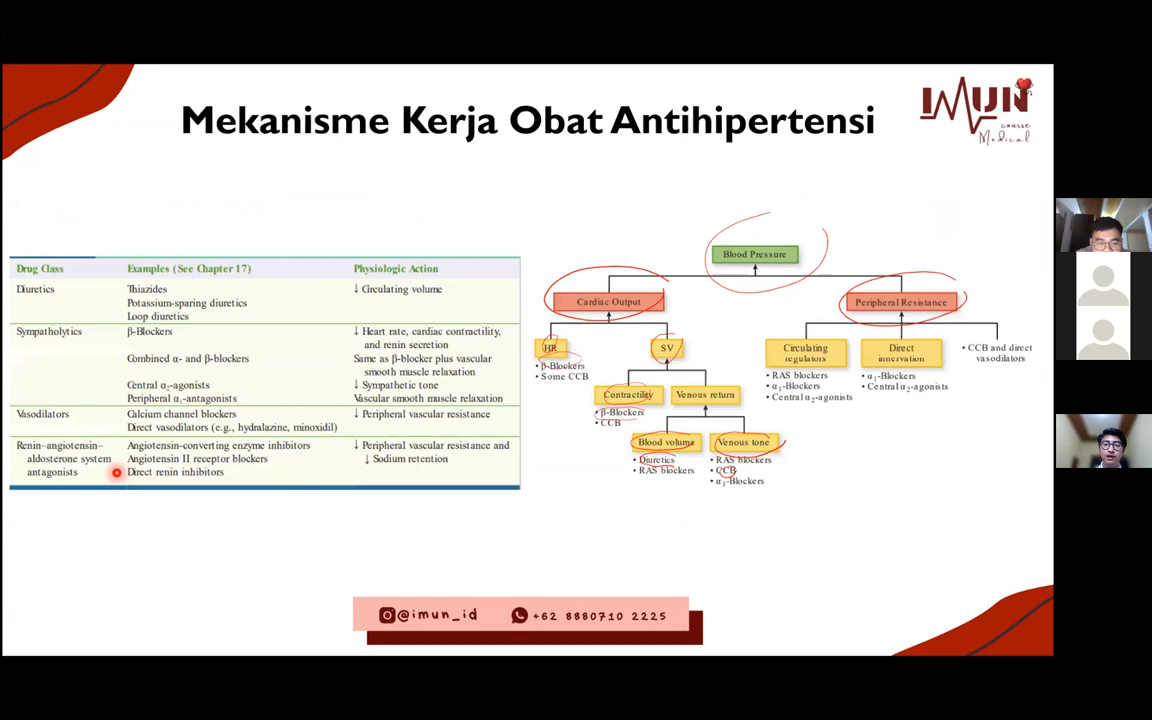 Mekanisme Kerja Obat Antihipertensi
IMUN
course
Medical
Drug Class Examples (See Chapter 17) Physiologic Action
Diuretics Thiazides ↓ Circulating volume
Potassium-sparing diuretics
Loop diuretics
Sympatholytics β-Blockers ↓ Heart rate, cardiac contractility,
and renin secretion
Combined α- and β-blockers Same as β-blocker plus vascular
smooth muscle relaxation
Central α₂-agonists ↓ Sympathetic tone
Peripheral α₁-antagonists Vascular smooth muscle relaxation
Vasodilators Calcium channel blockers ↓ Peripheral vascular resistance
Direct vasodilators (e.g., hydralazine, minoxidil)
Renin–angiotensin– Angiotensin-converting enzyme inhibitors ↓ Peripheral vascular resistance and
aldosterone system Angiotensin II receptor blockers ↓ Sodium retention
antagonists Direct renin inhibitors
Blood Pressure
Cardiac Output
Peripheral Resistance
HR
• β-Blockers
• Some CCB
SV
Contractility
• β-Blockers
• CCB
Venous return
Blood volume
• Diuretics
• RAS blockers
Venous tone
• RAS blockers
• CCB
• α₁-Blockers
Circulating
regulators
• RAS blockers
• α₁-Blockers
• Central α₂-agonists
Direct
innervation
• α₁-Blockers
• Central α₂-agonists
• CCB and direct
vasodilators
@imun_id +62 8880710 2225